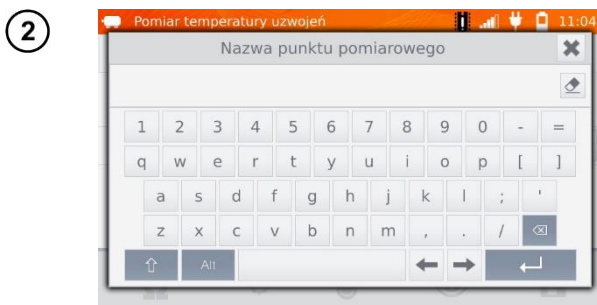 2
Pomiar temperatury uzwojeń 11:04
Nazwa punktu pomiarowego
1 2 3 4 5 6 7 8 9 0 - =
q w e r t y u i o p [ ]
a s d f g h j k l ; '
z x c v b n m , . /
Alt